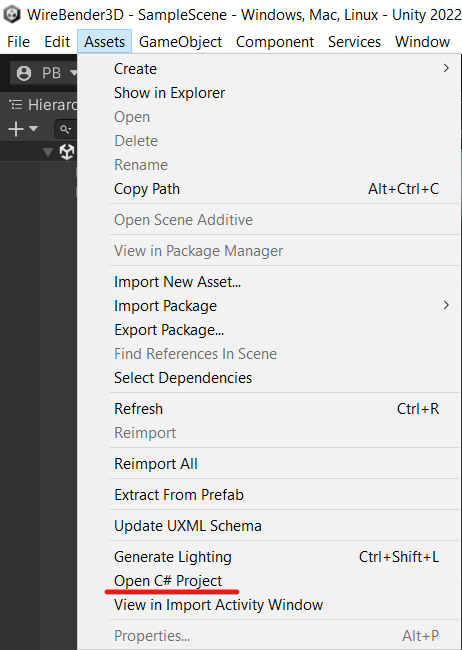 WireBender3D - SampleScene - Windows, Mac, Linux - Unity 2022
File Edit Assets GameObject Component Services Window
PB
Hierarc
Create
Show in Explorer
Open
Delete
Rename
Copy Path Alt+Ctrl+C
Open Scene Additive
View in Package Manager
Import New Asset...
Import Package
Export Package...
Find References In Scene
Select Dependencies
Refresh Ctrl+R
Reimport
Reimport All
Extract From Prefab
Update UXML Schema
Generate Lighting Ctrl+Shift+L
Open C# Project
View in Import Activity Window
Properties... Alt+P